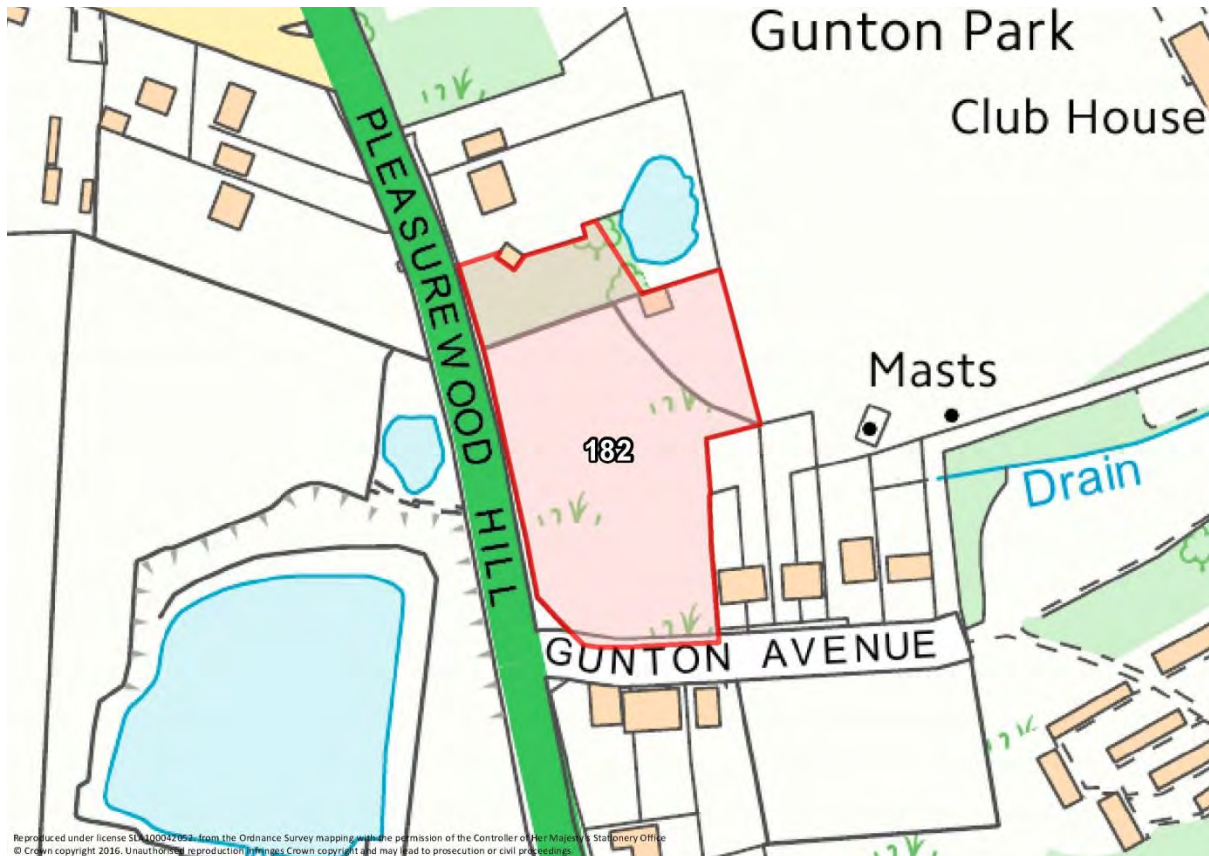 Gunton Park
Club House
PLEASUREWOOD HILL
Masts
182
Drain
GUNTON AVENUE
Reproduced under license SLA100042052. from the Ordnance Survey mapping with the permission of the Controller of Her Majesty's Stationery Office
© Crown copyright 2016. Unauthorised reproduction infringes Crown copyright and may lead to prosecution or civil proceedings.